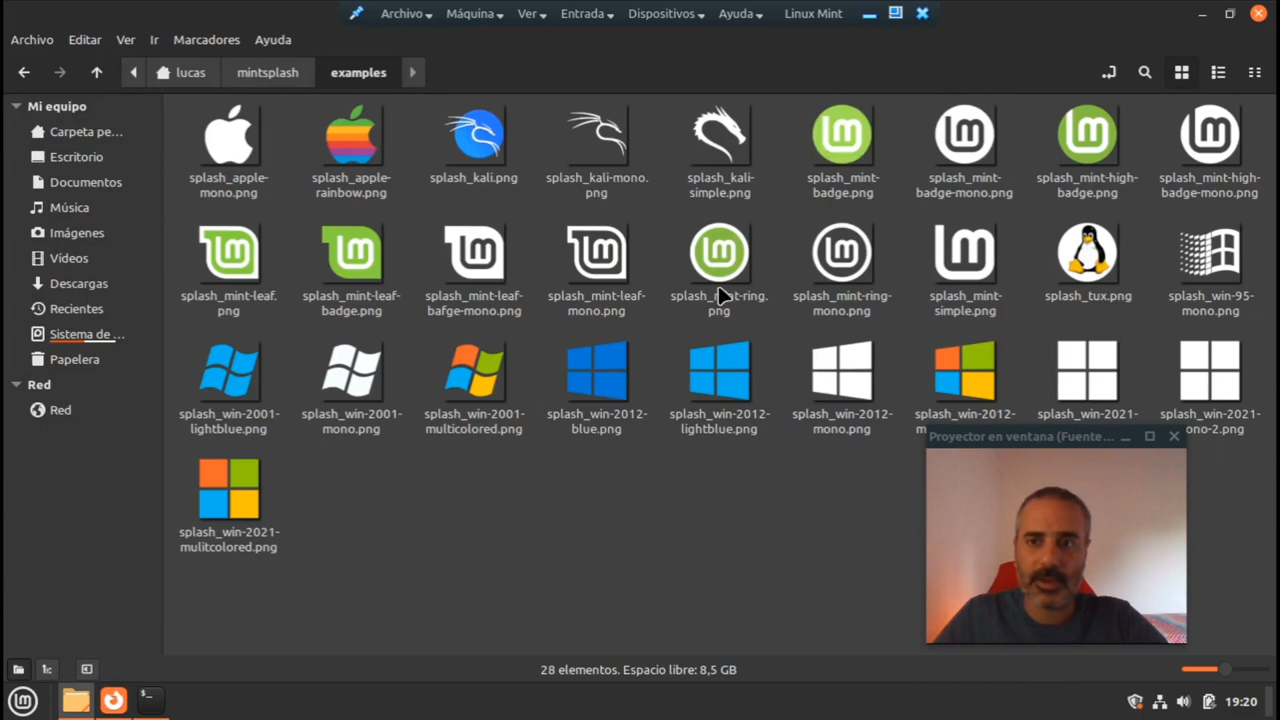 Archivo Máquina Ver Entrada Dispositivos Ayuda Linux Mint
Archivo Editar Ver Ir Marcadores Ayuda
lucas mintsplash examples
Mi equipo
Carpeta pe...
Escritorio
Documentos
Música
Imágenes
Vídeos
Descargas
Recientes
Sistema de ...
Papelera
Red
Red
splash_apple-
mono.png
splash_apple-
rainbow.png
splash_kali.png
splash_kali-mono.
png
splash_kali-
simple.png
splash_mint-
badge.png
splash_mint-
badge-mono.png
splash_mint-high-
badge.png
splash_mint-high-
badge-mono.png
splash_mint-leaf.
png
splash_mint-leaf-
badge.png
splash_mint-leaf-
bafge-mono.png
splash_mint-leaf-
mono.png
splash_mint-ring.
png
splash_mint-ring-
mono.png
splash_mint-
simple.png
splash_tux.png
splash_win-95-
mono.png
splash_win-2001-
lightblue.png
splash_win-2001-
mono.png
splash_win-2001-
multicolored.png
splash_win-2012-
blue.png
splash_win-2012-
lightblue.png
splash_win-2012-
mono.png
splash_win-2012-
splash_win-2021-
splash_win-2021-
ono-2.png
splash_win-2021-
mulitcolored.png
Proyector en ventana (Fuente...
28 elementos. Espacio libre: 8,5 GB
19:20